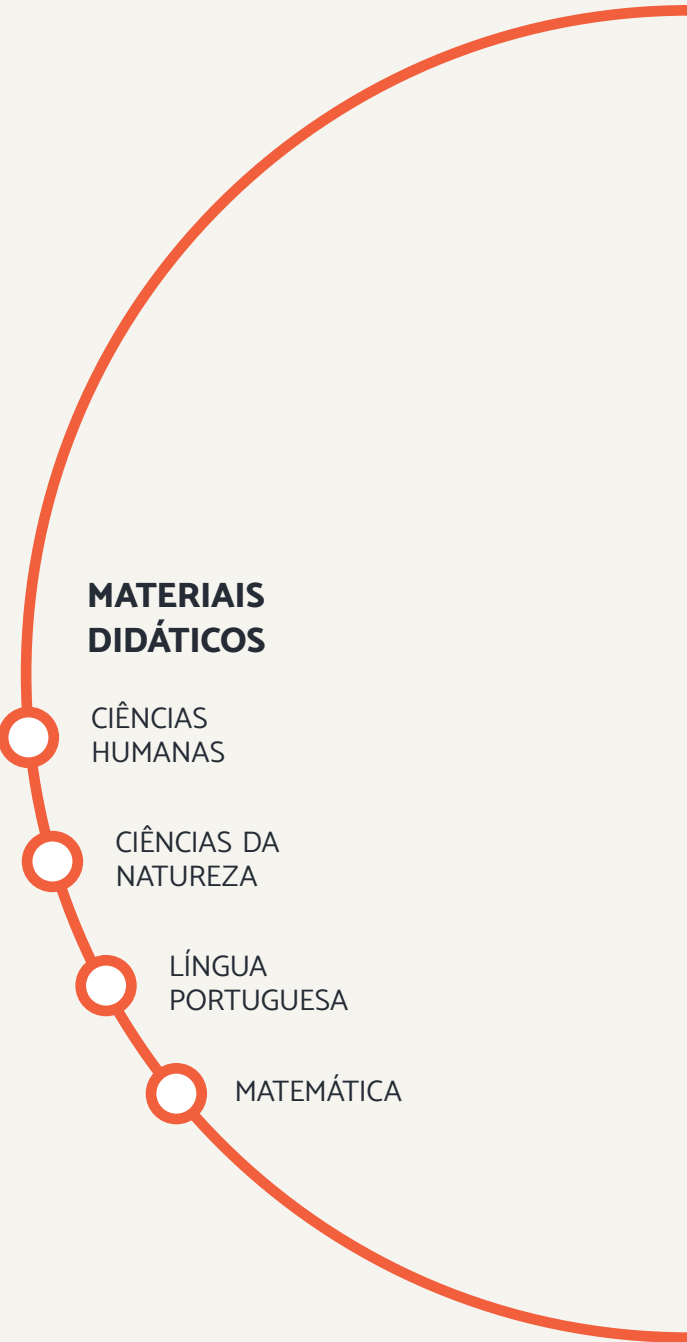 MATERIAIS
DIDÁTICOS
CIÊNCIAS
HUMANAS
CIÊNCIAS DA
NATUREZA
LÍNGUA
PORTUGUESA
MATEMÁTICA